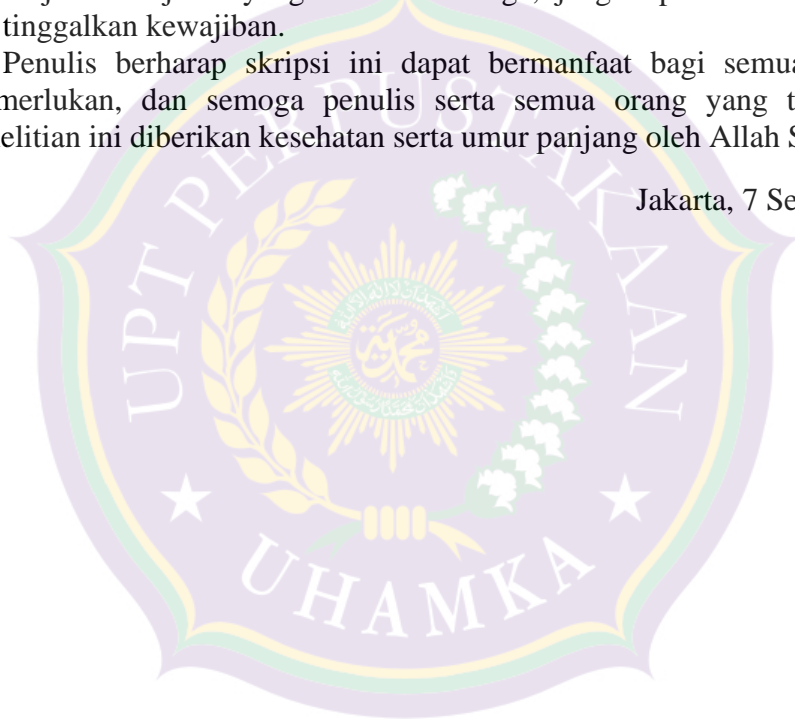 tinggalkan kewajiban.
Penulis berharap skripsi ini dapat bermanfaat bagi semua
merlukan, dan semoga penulis serta semua orang yang
elitian ini diberikan kesehatan serta umur panjang oleh Allah
Jakarta, 7
UPT PERPUSTAKAAN
محمدية
UHAMKA